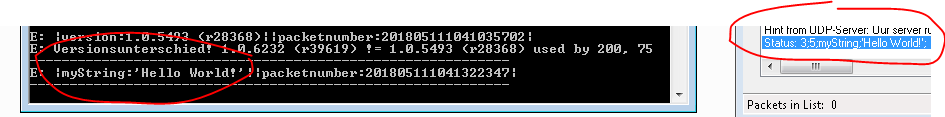 E: |version:1.0.5493 (r28368)||packetnumber:201805111041035702|
E: Versionsunterschied! 1.0.6232 (r39619) != 1.0.5493 (r28368) used by 200, 75
E: |myString:'Hello World!'||packetnumber:201805111041322347|
Hint from UDP-Server: Our server
Status: 3,5;myString;'Hello World!';
Packets in List: 0